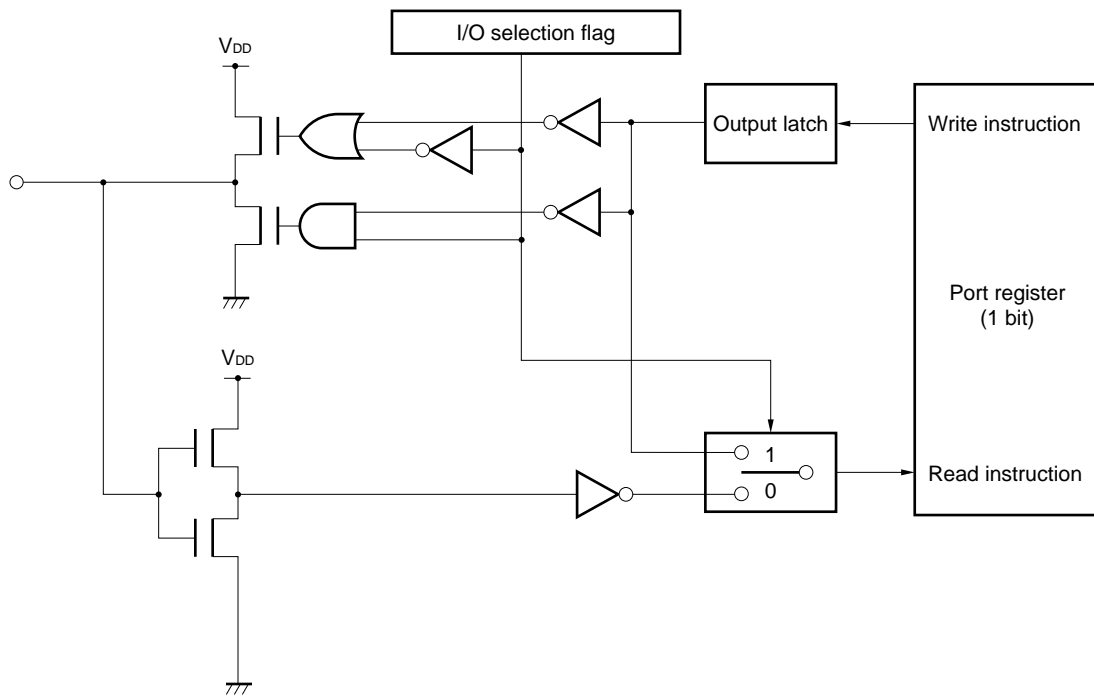 I/O selection flag
VDD
Output latch
Write instruction
Port register
(1 bit)
VDD
1
0
Read instruction